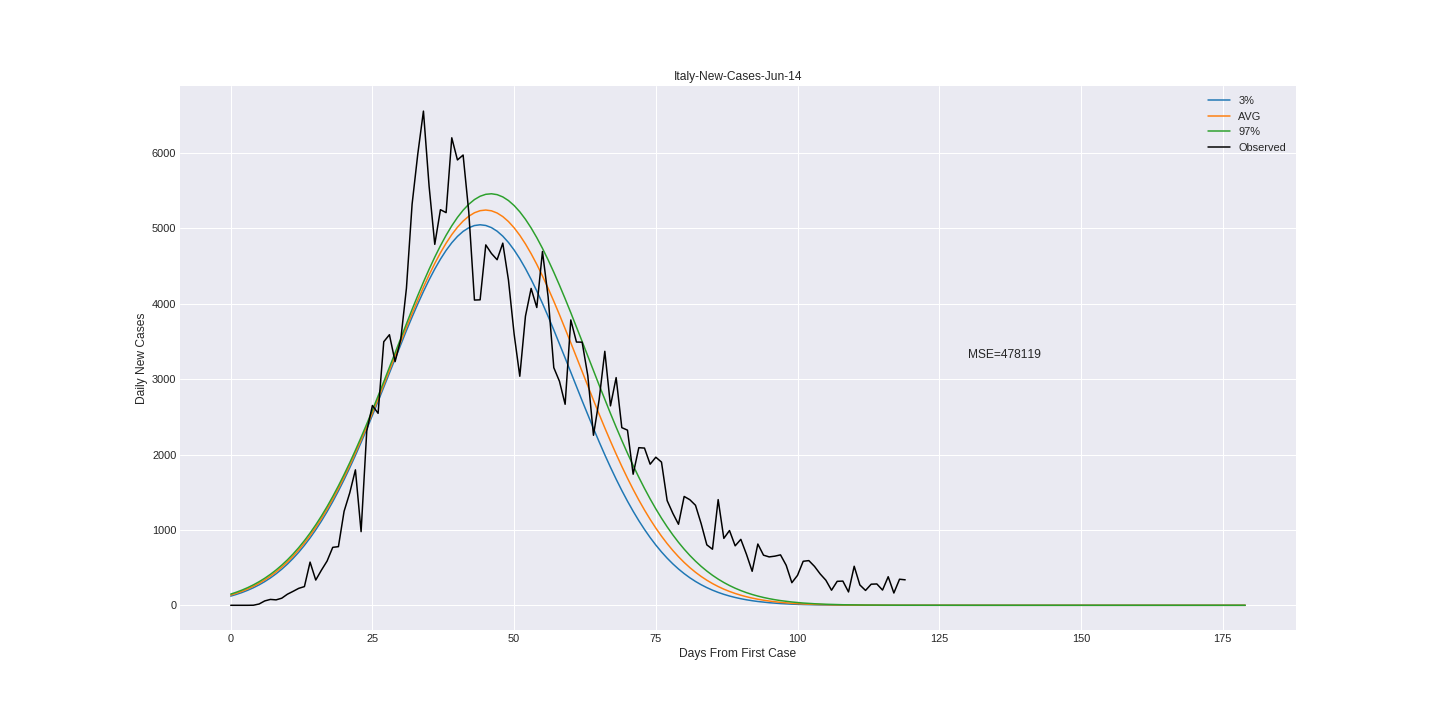 Italy-New-Cases-Jun-14
3%
AVG
97%
Observed
6000
5000
4000
3000
2000
1000
0
Daily New Cases
MSE=478119
0 25 50 75 100 125 150 175
Days From First Case